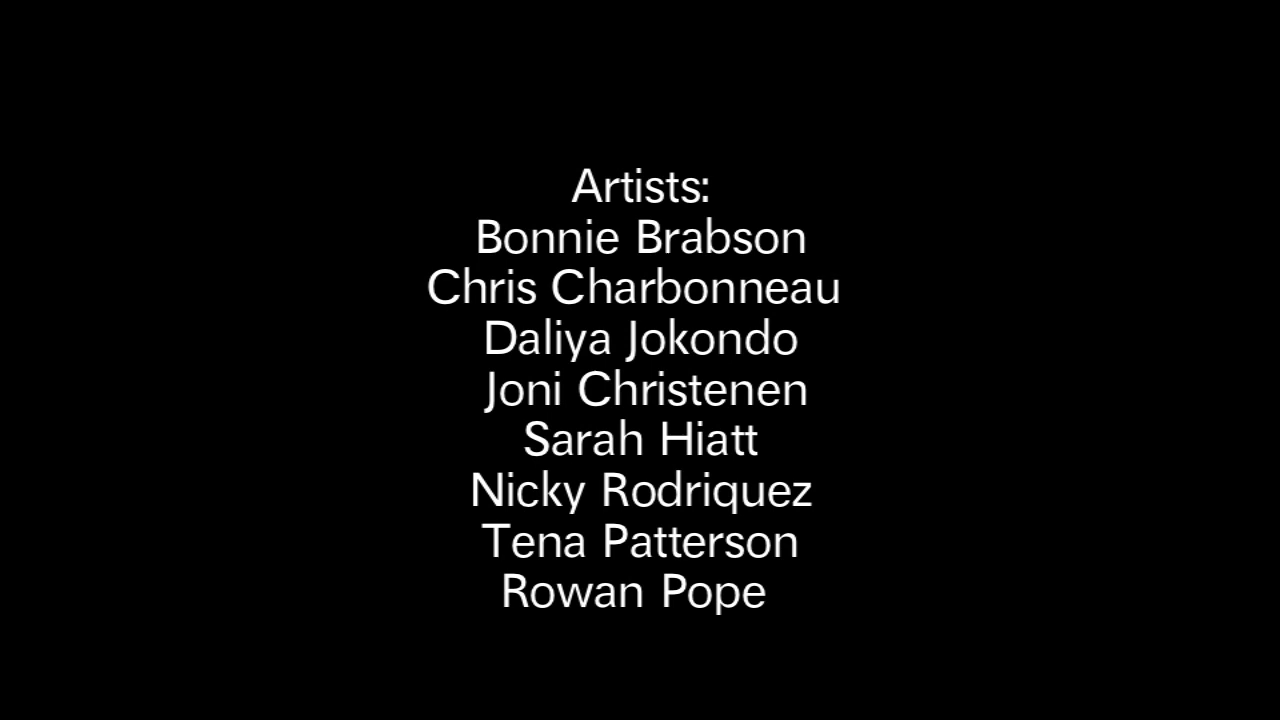 Artists:
Bonnie Brabson
Chris Charbonneau
Daliya Jokondo
Joni Christenen
Sarah Hiatt
Nicky Rodriquez
Tena Patterson
Rowan Pope